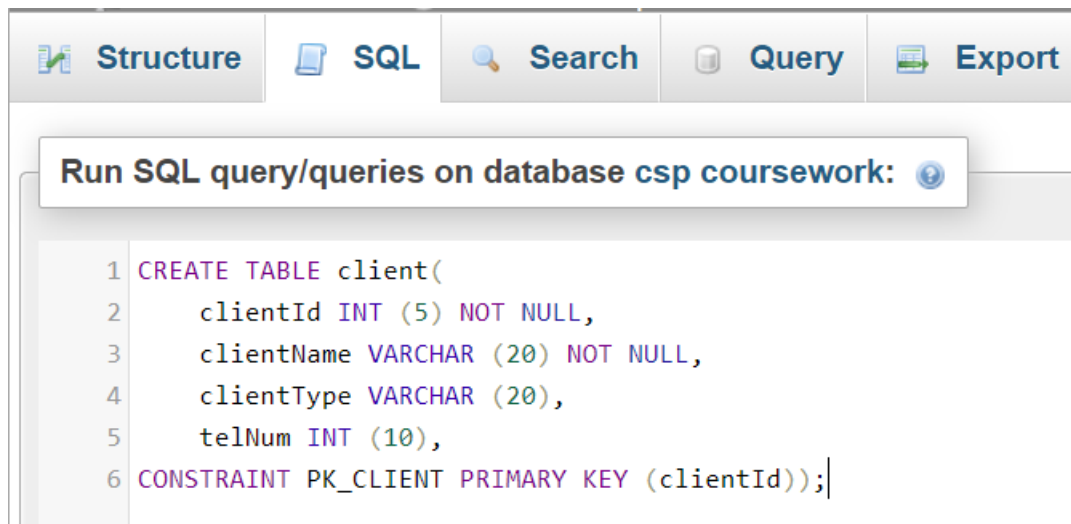 Structure SQL Search Query Export
Run SQL query/queries on database csp coursework:
1 CREATE TABLE client(
2 clientId INT (5) NOT NULL,
3 clientName VARCHAR (20) NOT NULL,
4 clientType VARCHAR (20),
5 telNum INT (10),
6 CONSTRAINT PK_CLIENT PRIMARY KEY (clientId));